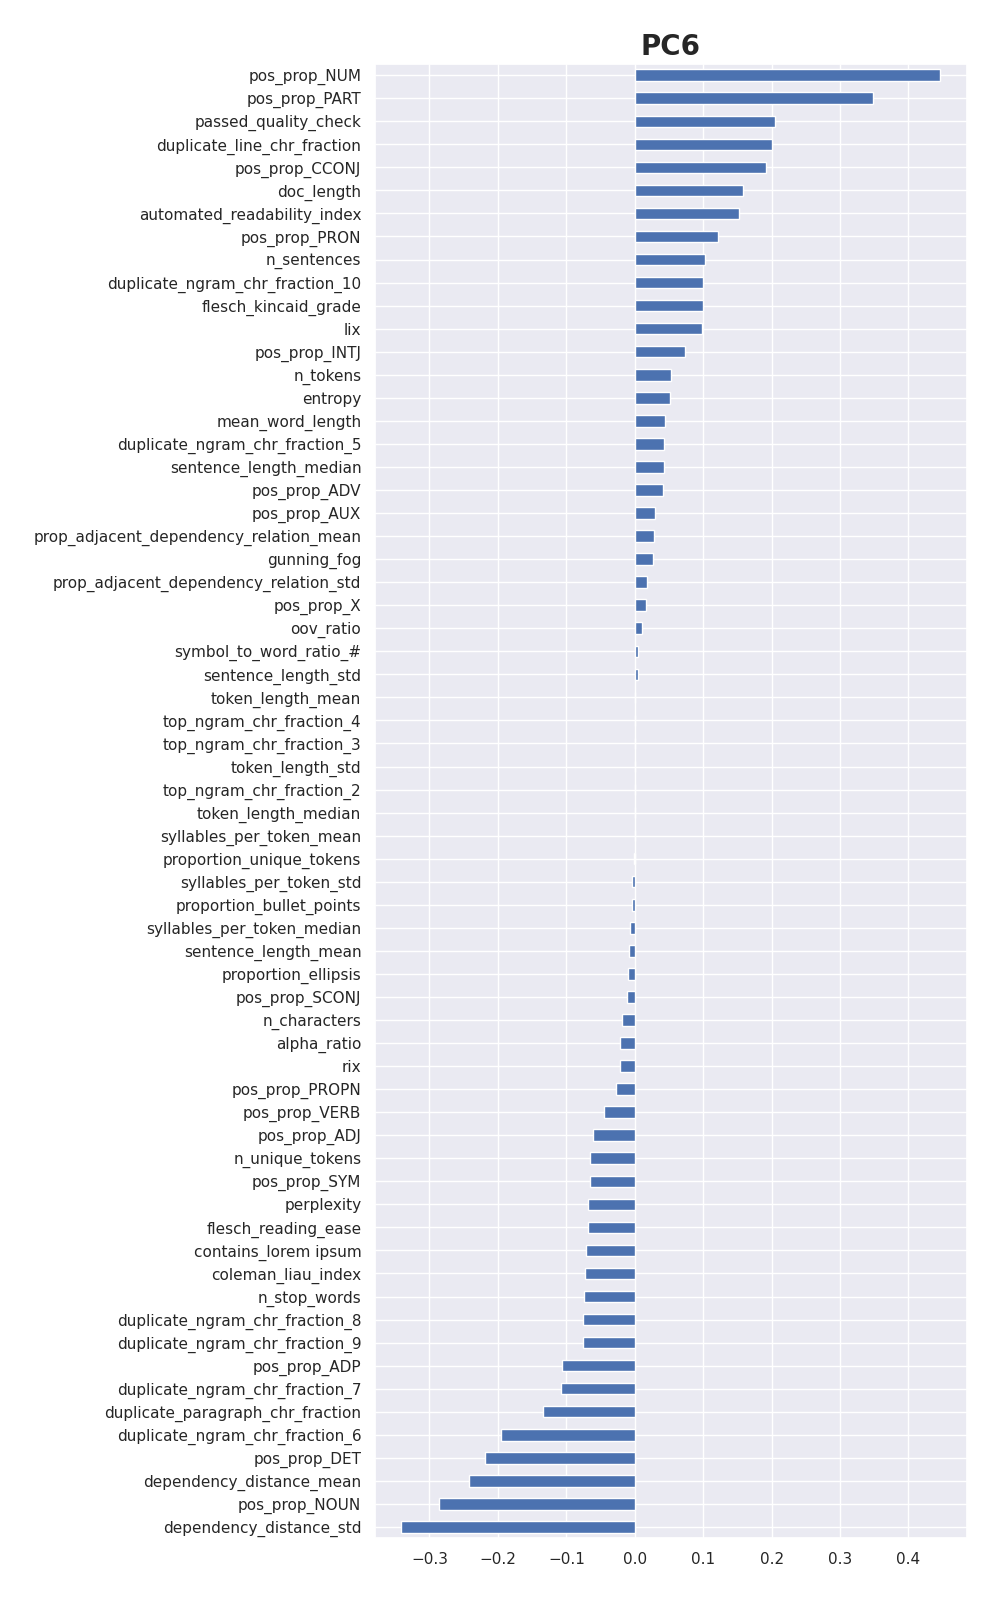 PC6
pos_prop_NUM
pos_prop_PART
passed_quality_check
duplicate_line_chr_fraction
pos_prop_CCONJ
doc_length
automated_readability_index
pos_prop_PRON
n_sentences
duplicate_ngram_chr_fraction_10
flesch_kincaid_grade
lix
pos_prop_INTJ
n_tokens
entropy
mean_word_length
duplicate_ngram_chr_fraction_5
sentence_length_median
pos_prop_ADV
pos_prop_AUX
prop_adjacent_dependency_relation_mean
gunning_fog
prop_adjacent_dependency_relation_std
pos_prop_X
oov_ratio
symbol_to_word_ratio_#
sentence_length_std
token_length_mean
top_ngram_chr_fraction_4
top_ngram_chr_fraction_3
token_length_std
top_ngram_chr_fraction_2
token_length_median
syllables_per_token_mean
proportion_unique_tokens
syllables_per_token_std
proportion_bullet_points
syllables_per_token_median
sentence_length_mean
proportion_ellipsis
pos_prop_SCONJ
n_characters
alpha_ratio
rix
pos_prop_PROPN
pos_prop_VERB
pos_prop_ADJ
n_unique_tokens
pos_prop_SYM
perplexity
flesch_reading_ease
contains_lorem ipsum
coleman_liau_index
n_stop_words
duplicate_ngram_chr_fraction_8
duplicate_ngram_chr_fraction_9
pos_prop_ADP
duplicate_ngram_chr_fraction_7
duplicate_paragraph_chr_fraction
duplicate_ngram_chr_fraction_6
pos_prop_DET
dependency_distance_mean
pos_prop_NOUN
dependency_distance_std
−0.3 −0.2 −0.1 0.0 0.1 0.2 0.3 0.4